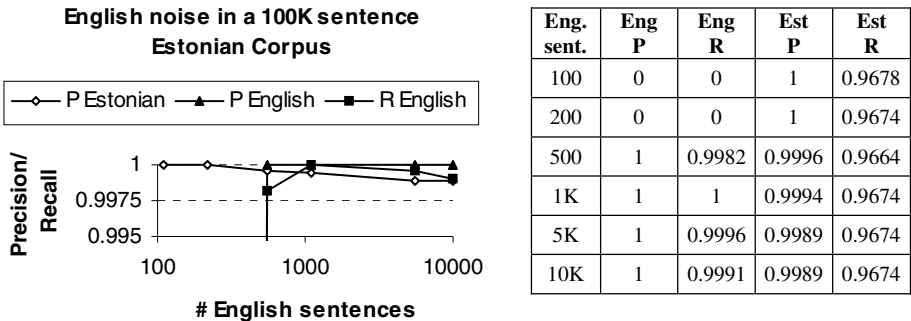 English noise in a 100K sentence
Estonian Corpus
P Estonian P English R English
Precision/
Recall
1
0.9975
0.995
100 1000 10000
# English sentences
Eng. sent. Eng P Eng R Est P Est R
100 0 0 1 0.9678
200 0 0 1 0.9674
500 1 0.9982 0.9996 0.9664
1K 1 1 0.9994 0.9674
5K 1 0.9996 0.9989 0.9674
10K 1 0.9991 0.9989 0.9674